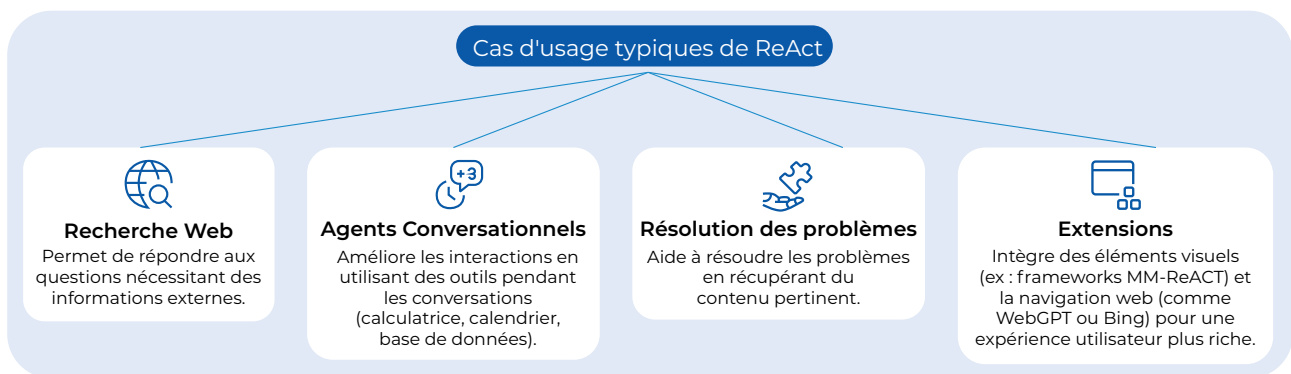 Cas d'usage typiques de ReAct
+3
Recherche Web
Permet de répondre aux
questions nécessitant des
informations externes.
Agents Conversationnels
Améliore les interactions en
utilisant des outils pendant
les conversations
(calculatrice, calendrier,
base de données).
Résolution des problèmes
Aide à résoudre les problèmes
en récupérant du
contenu pertinent.
Extensions
Intègre des éléments visuels
(ex : frameworks MM-ReACT) et
la navigation web (comme
WebGPT ou Bing) pour une
expérience utilisateur plus riche.